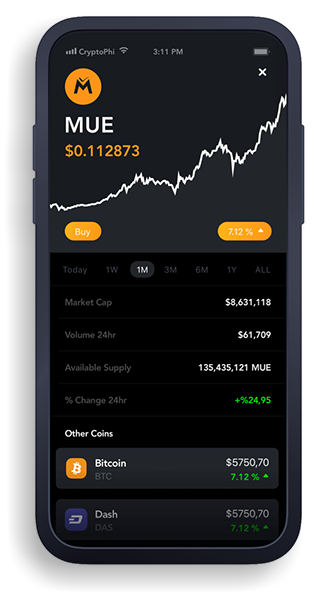 CryptoPhi 3:11 PM
MUE
$0.112873
Buy 7.12 %
Today 1W 1M 3M 6M 1Y ALL
Market Cap $8,631,118
Volume 24hr $61,709
Available Supply 135,435,121 MUE
% Change 24hr +%24,95
Other Coins
Bitcoin $5750,70
BTC 7.12 %
Dash $5750,70
DAS 7.12 %